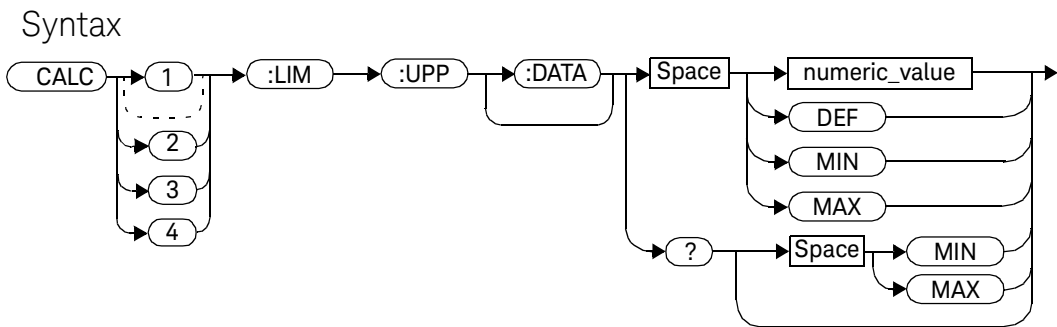 Syntax
CALC 1 :LIM :UPP :DATA Space numeric_value
2 DEF
3 MIN
4 MAX
? Space MIN
MAX